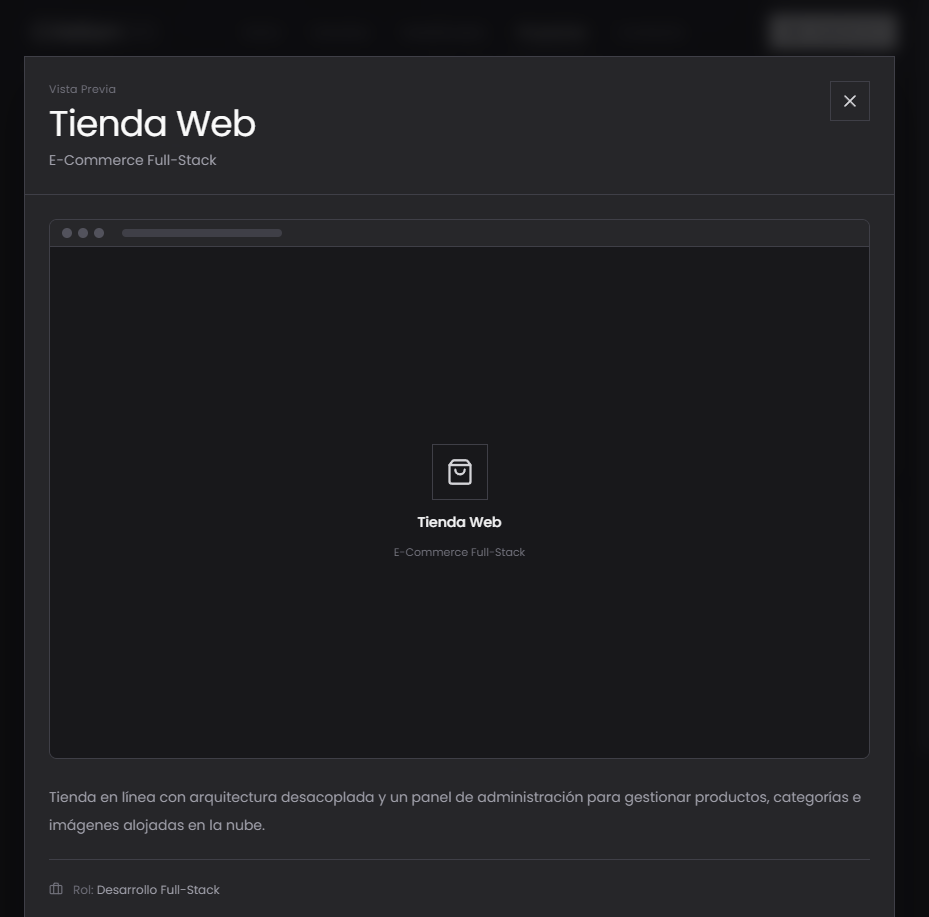 Vista Previa
Tienda Web
E-Commerce Full-Stack
Tienda Web
E-Commerce Full-Stack
Tienda en línea con arquitectura desacoplada y un panel de administración para gestionar productos, categorías e
imágenes alojadas en la nube.
Rol: Desarrollo Full-Stack